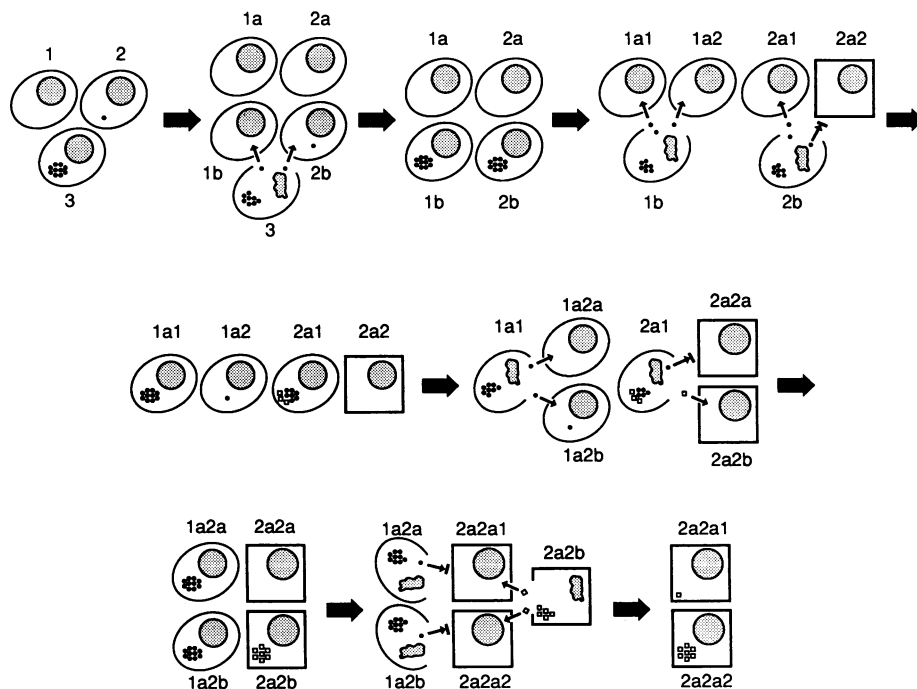 1 2
3
1a 2a
1b 2b
3
1a 2a
1b 2b
1a1 1a2 2a1 2a2
1b 2b
1a1 1a2 2a1 2a2
1a1 1a2a 2a1 2a2a
1a2b 2a2b
1a2a 2a2a
1a2b 2a2b
1a2a 2a2a1
2a2b
1a2b 2a2a2
2a2a1
2a2a2